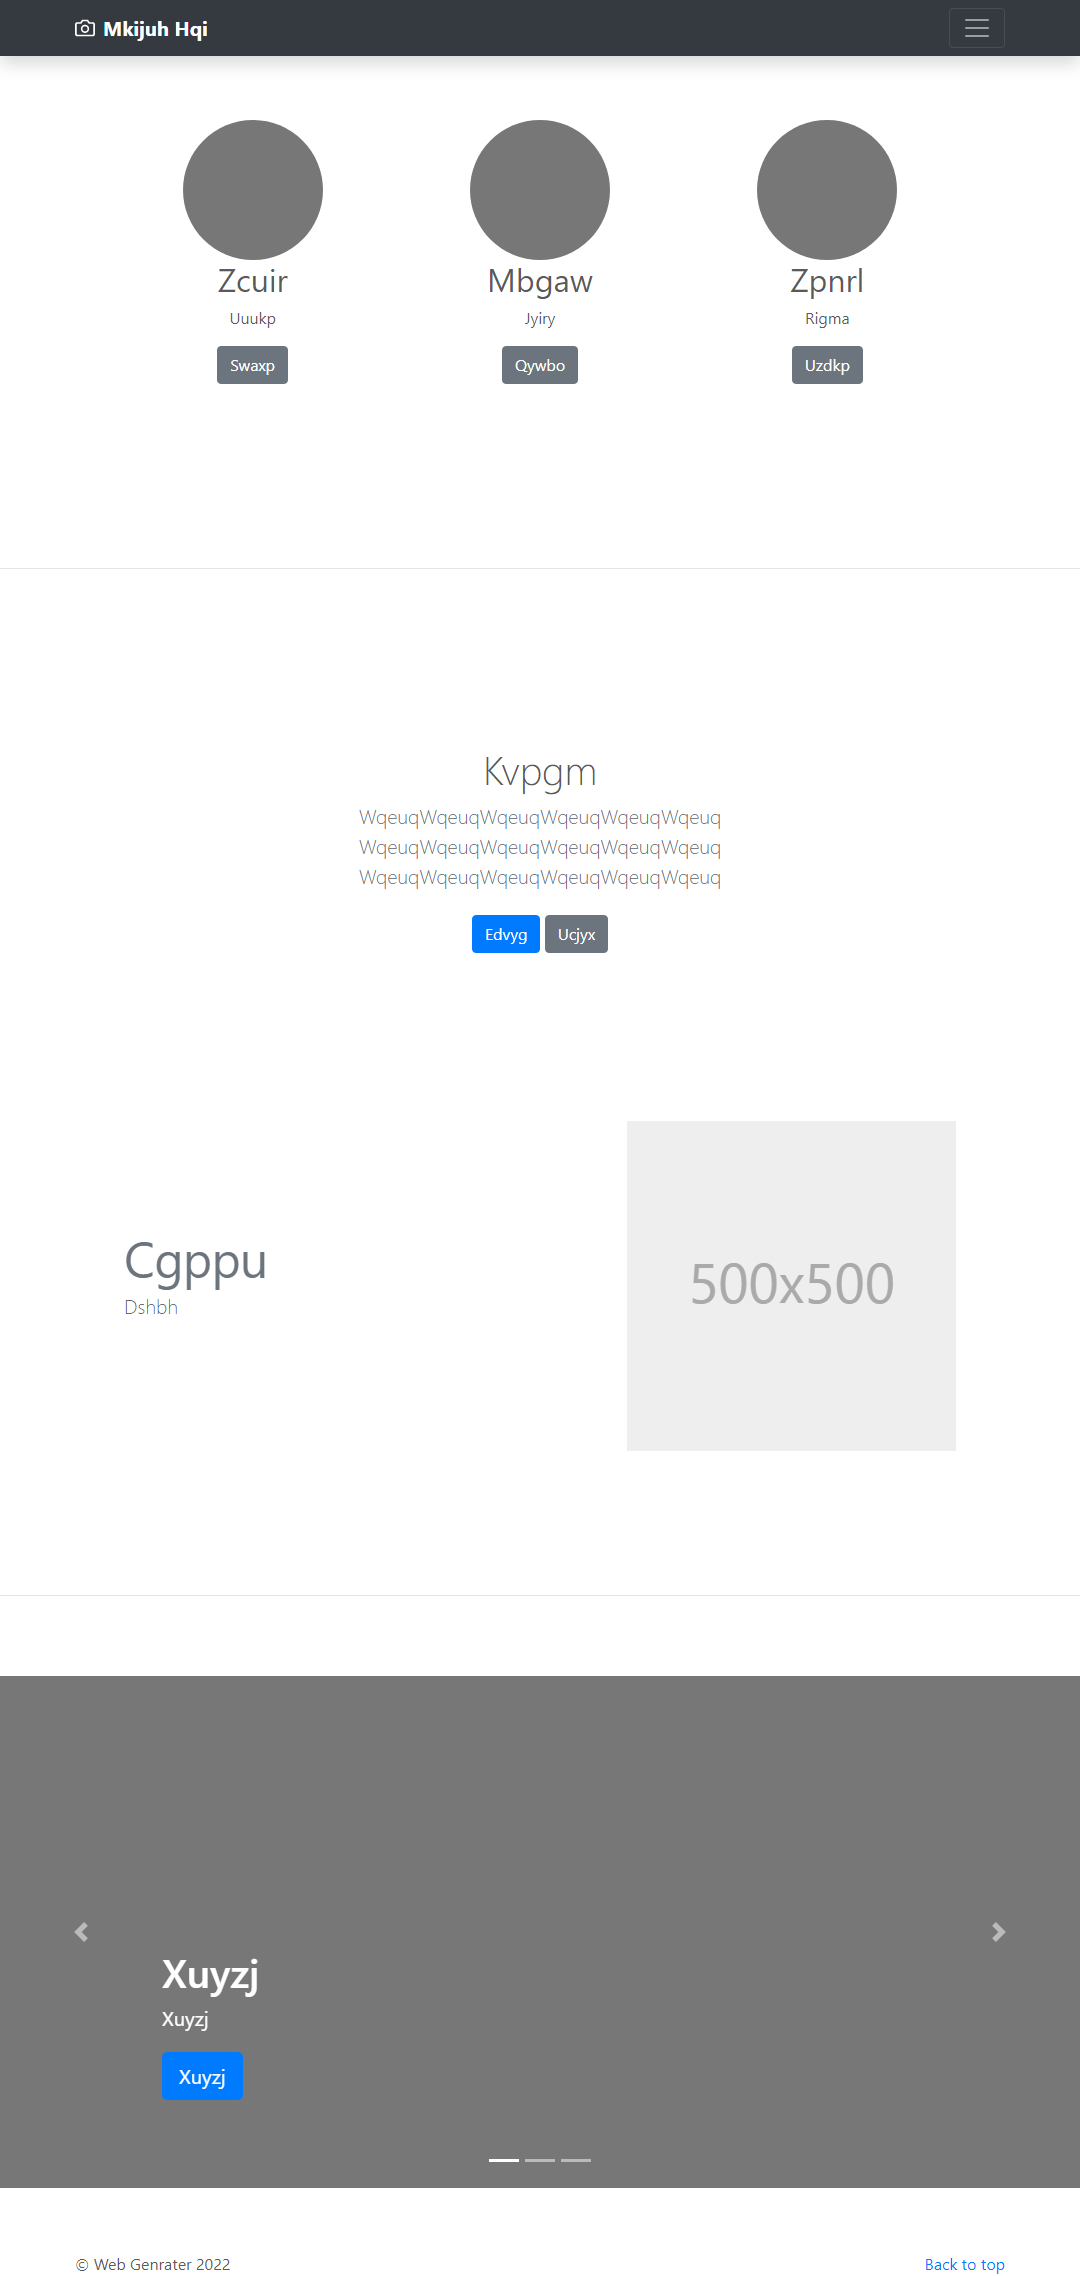 Mkijuh Hqi
Zcuir
Uuukp
Swaxp
Mbgaw
Jyiry
Qywbo
Zpnrl
Rigma
Uzdkp
Kvpgm
WqeuqWqeuqWqeuqWqeuqWqeuqWqeuq
WqeuqWqeuqWqeuqWqeuqWqeuqWqeuq
WqeuqWqeuqWqeuqWqeuqWqeuqWqeuq
Edvyg Ucjyx
Cgppu
Dshbh
500x500
Xuyzj
Xuyzj
Xuyzj
© Web Genrater 2022
Back to top